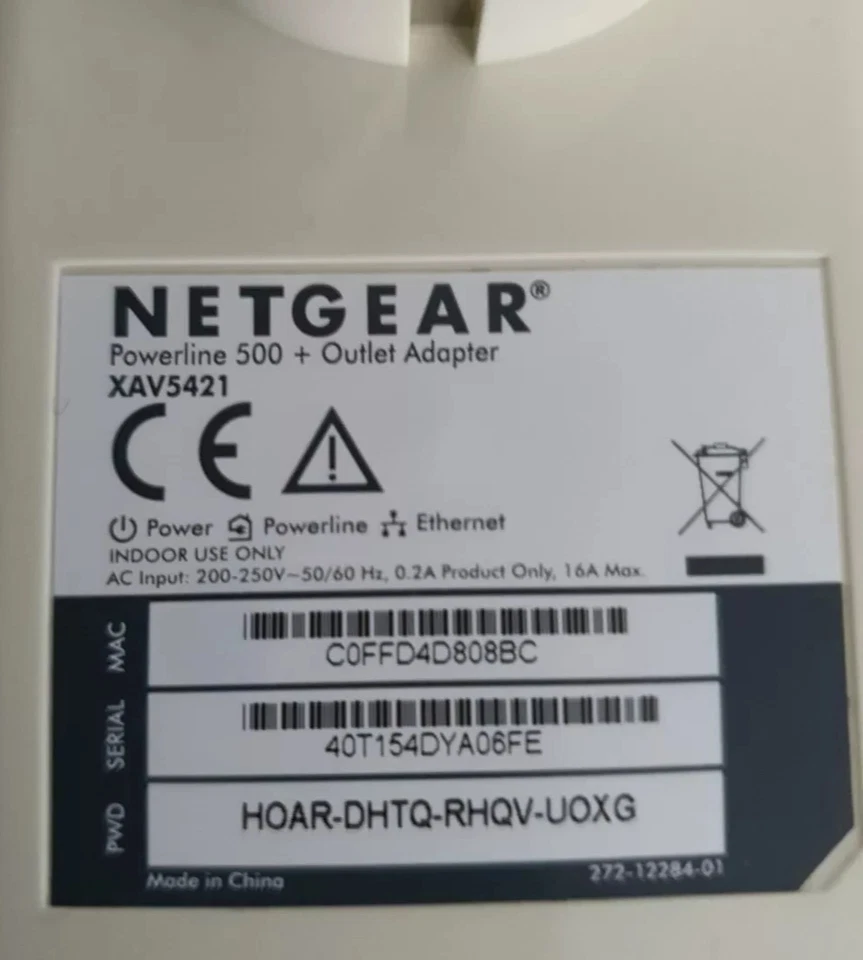 NETGEAR®
Powerline 500 + Outlet Adapter
XAV5421
CE
Power Powerline Ethernet
INDOOR USE ONLY
AC Input: 200-250V~50/60 Hz, 0.2A Product Only, 16A Max.
MAC
C0FFD4D808BC
SERIAL
40T154DYA06FE
PWD
HOAR-DHTQ-RHQV-UOXG
Made in China
272-12284-01